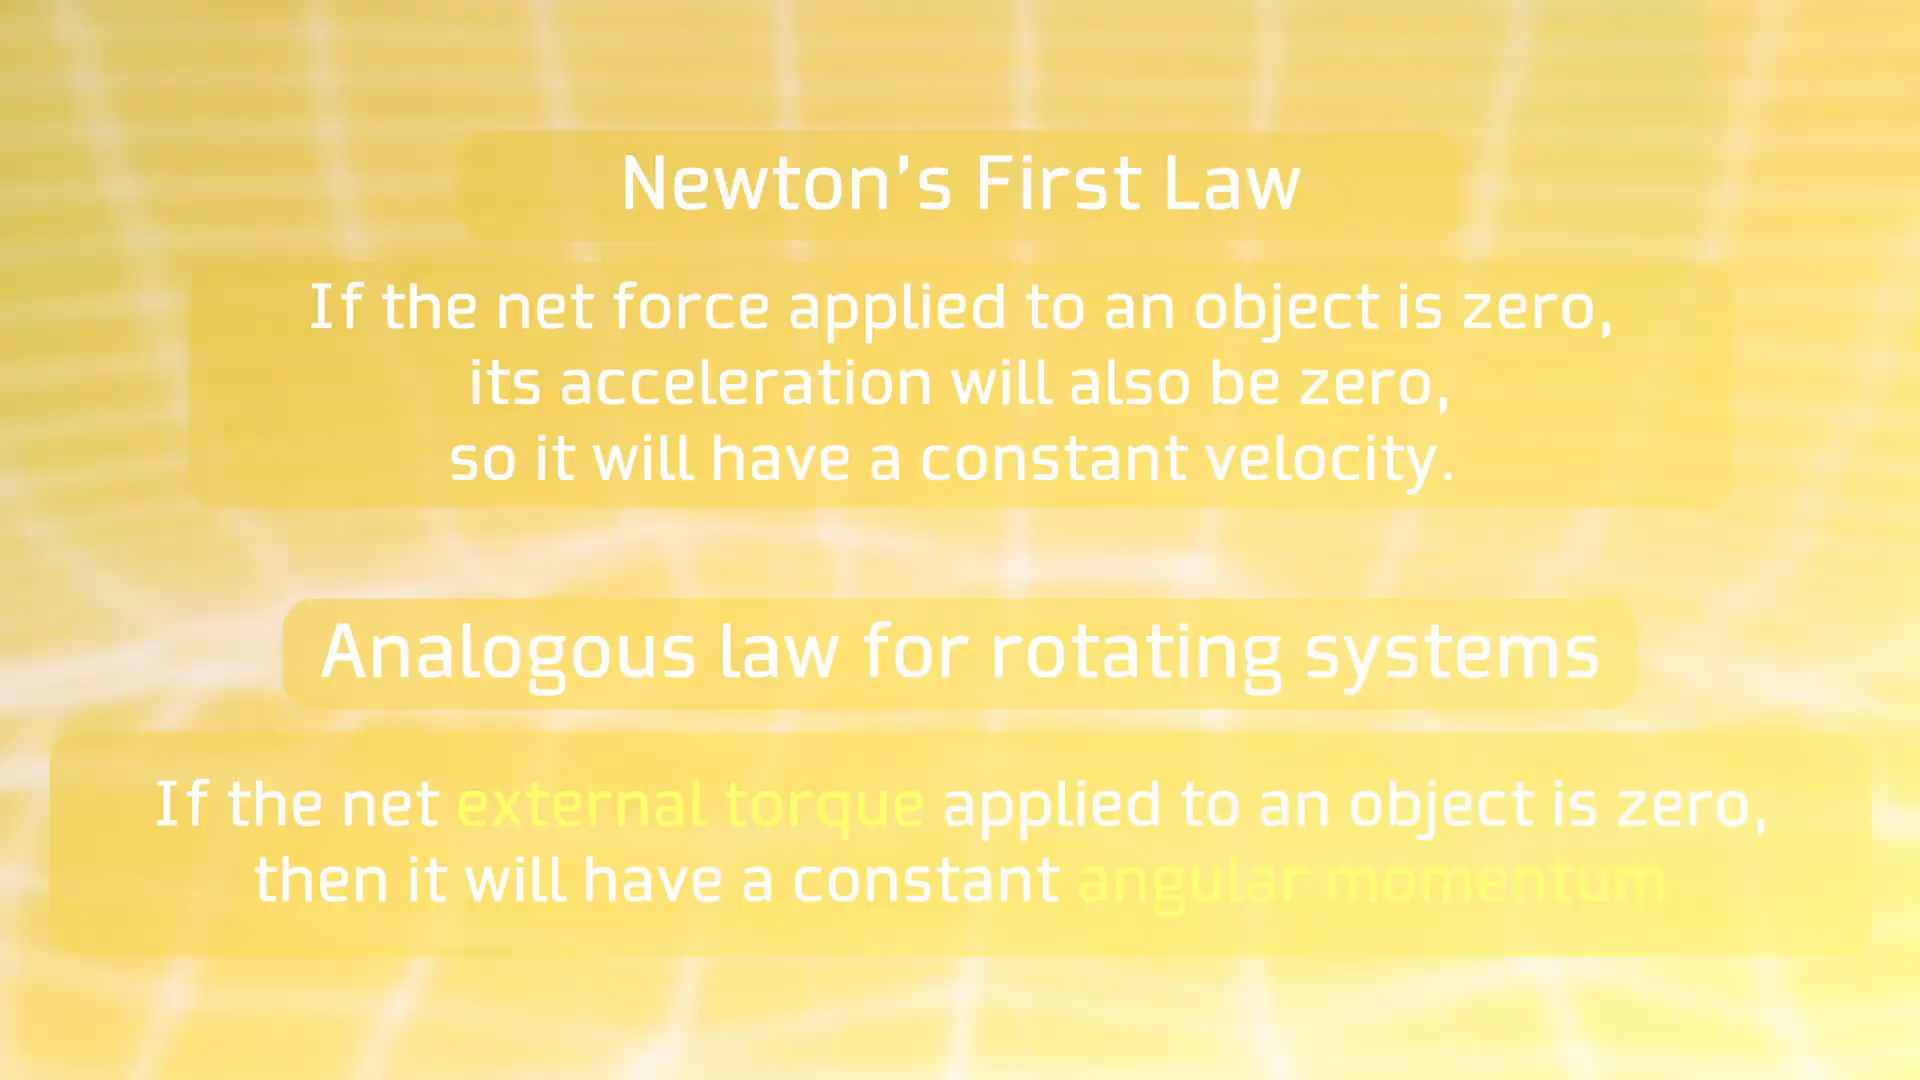 Newton's First Law
If the net force applied to an object is zero,
its acceleration will also be zero,
so it will have a constant velocity.
Analogous law for rotating systems
If the net external torque applied to an object is zero,
then it will have a constant angular momentum